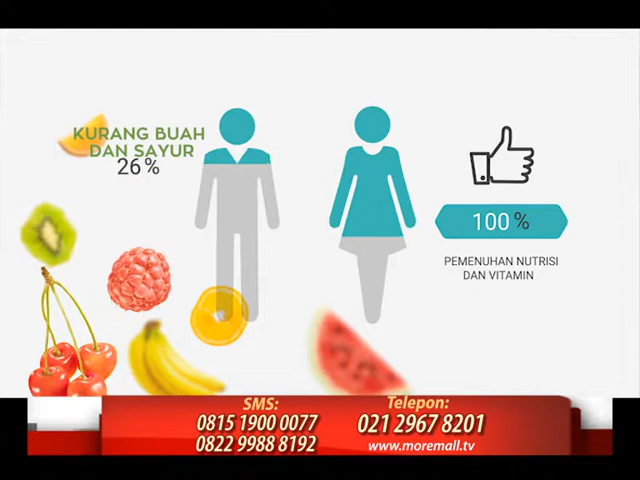 KURANG BUAH
DAN SAYUR
26%
100 %
PEMENUHAN NUTRISI
DAN VITAMIN
SMS:
0815 1900 0077
0822 9988 8192
Telepon:
021 2967 8201
www.moremall.tv